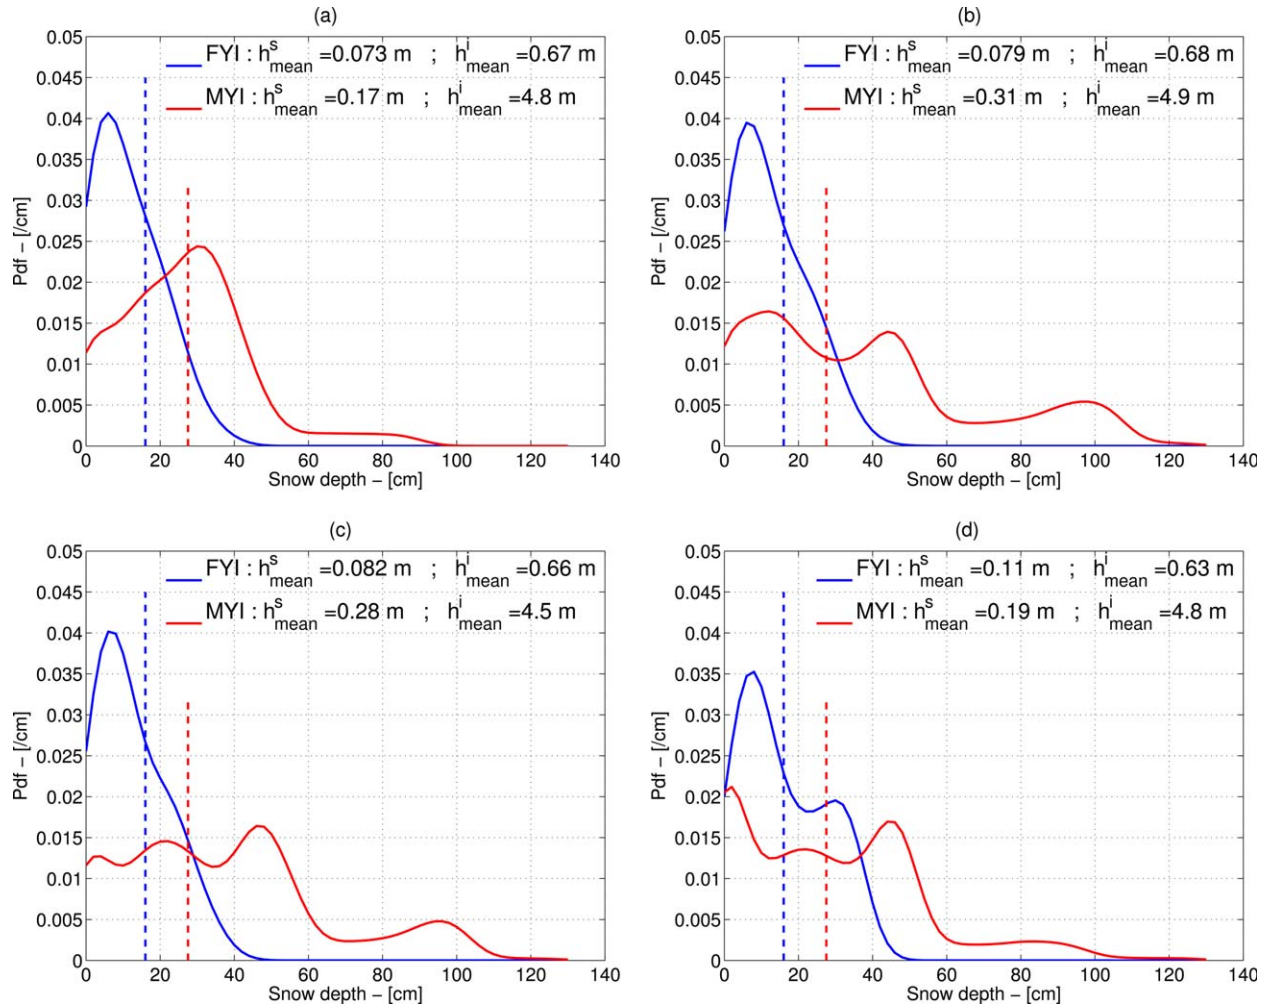 (a)
FYI : h^s_mean =0.073 m ; h^i_mean =0.67 m
MYI : h^s_mean =0.17 m ; h^i_mean =4.8 m
0.05
0.045
0.04
0.035
0.03
0.025
0.02
0.015
0.01
0.005
0
Pdf – [/cm]
0 20 40 60 80 100 120 140
Snow depth – [cm]
(b)
FYI : h^s_mean =0.079 m ; h^i_mean =0.68 m
MYI : h^s_mean =0.31 m ; h^i_mean =4.9 m
0.05
0.045
0.04
0.035
0.03
0.025
0.02
0.015
0.01
0.005
0
Pdf – [/cm]
0 20 40 60 80 100 120 140
Snow depth – [cm]
(c)
FYI : h^s_mean =0.082 m ; h^i_mean =0.66 m
MYI : h^s_mean =0.28 m ; h^i_mean =4.5 m
0.05
0.045
0.04
0.035
0.03
0.025
0.02
0.015
0.01
0.005
0
Pdf – [/cm]
0 20 40 60 80 100 120 140
Snow depth – [cm]
(d)
FYI : h^s_mean =0.11 m ; h^i_mean =0.63 m
MYI : h^s_mean =0.19 m ; h^i_mean =4.8 m
0.05
0.045
0.04
0.035
0.03
0.025
0.02
0.015
0.01
0.005
0
Pdf – [/cm]
0 20 40 60 80 100 120 140
Snow depth – [cm]